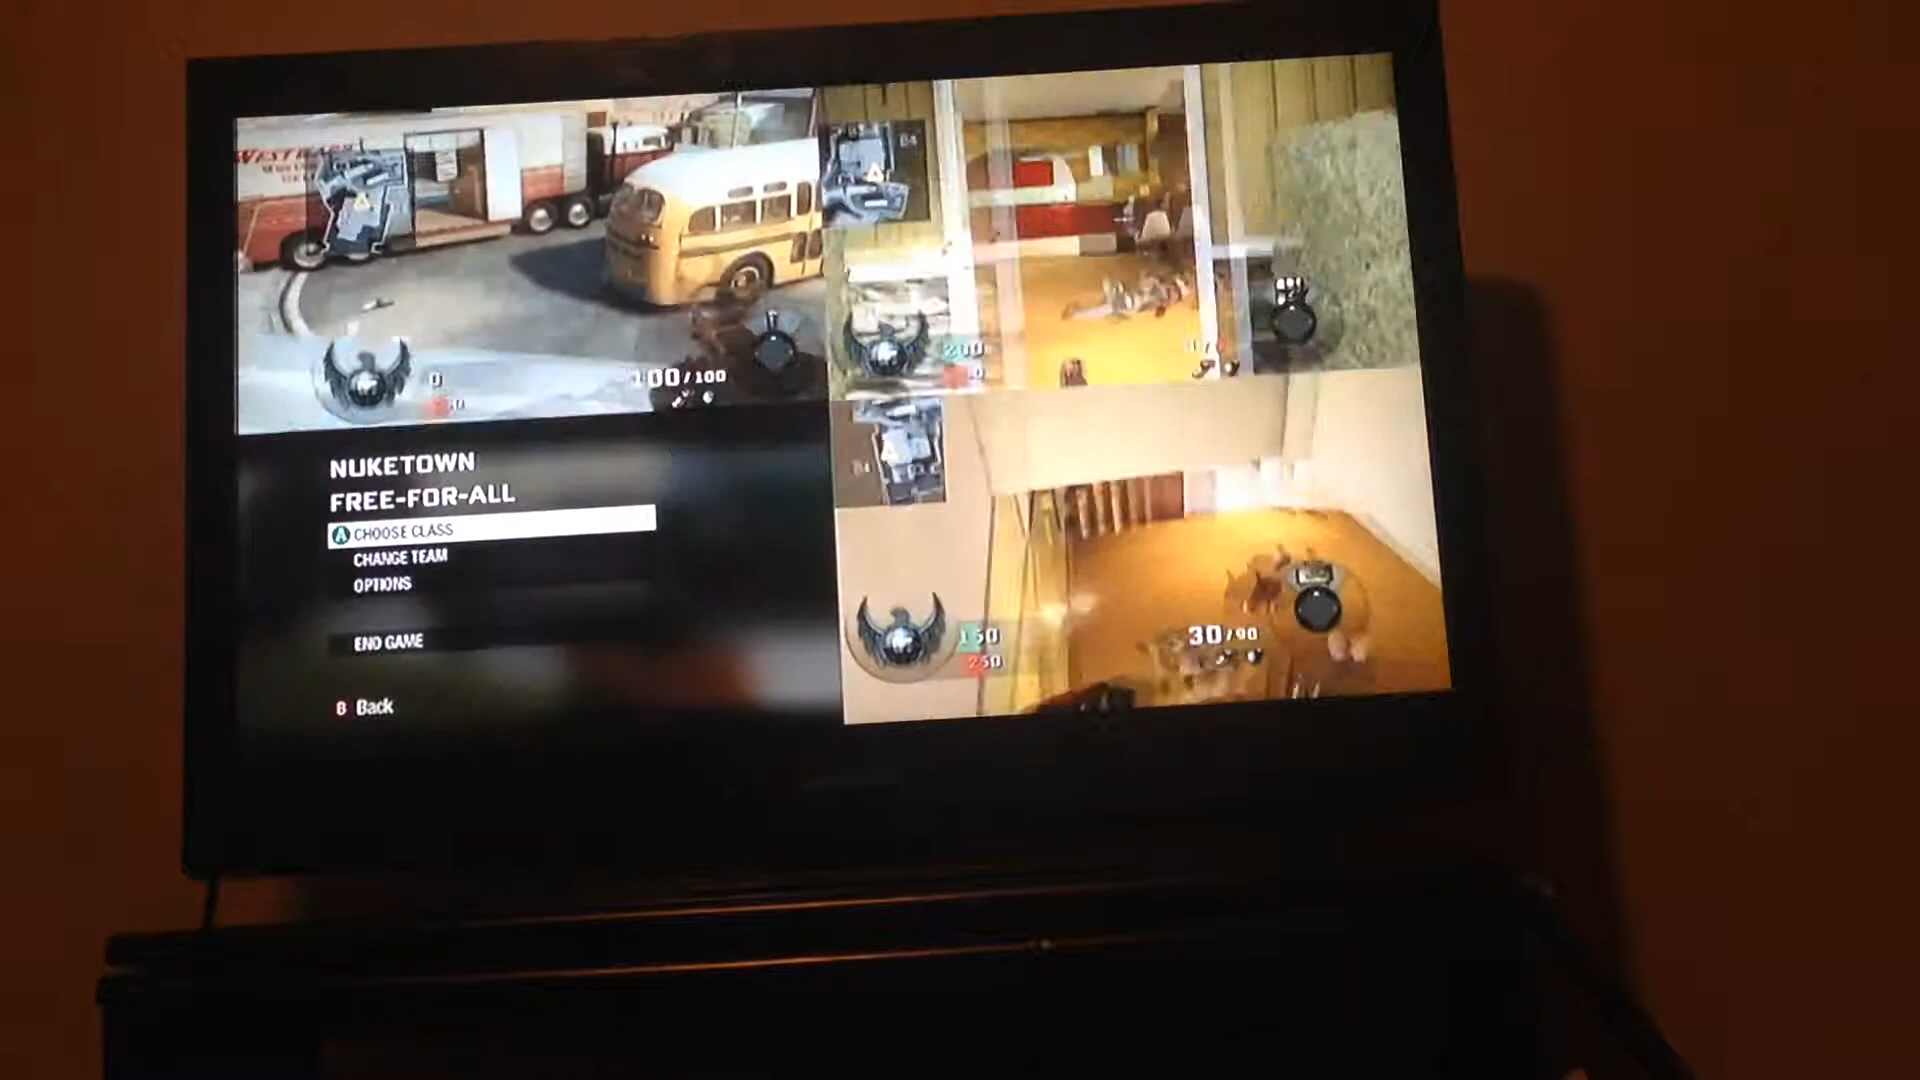 0
100/100
200
NUKETOWN
FREE-FOR-ALL
A CHOOSE CLASS
CHANGE TEAM
OPTIONS
END GAME
B Back
150
250
30/90